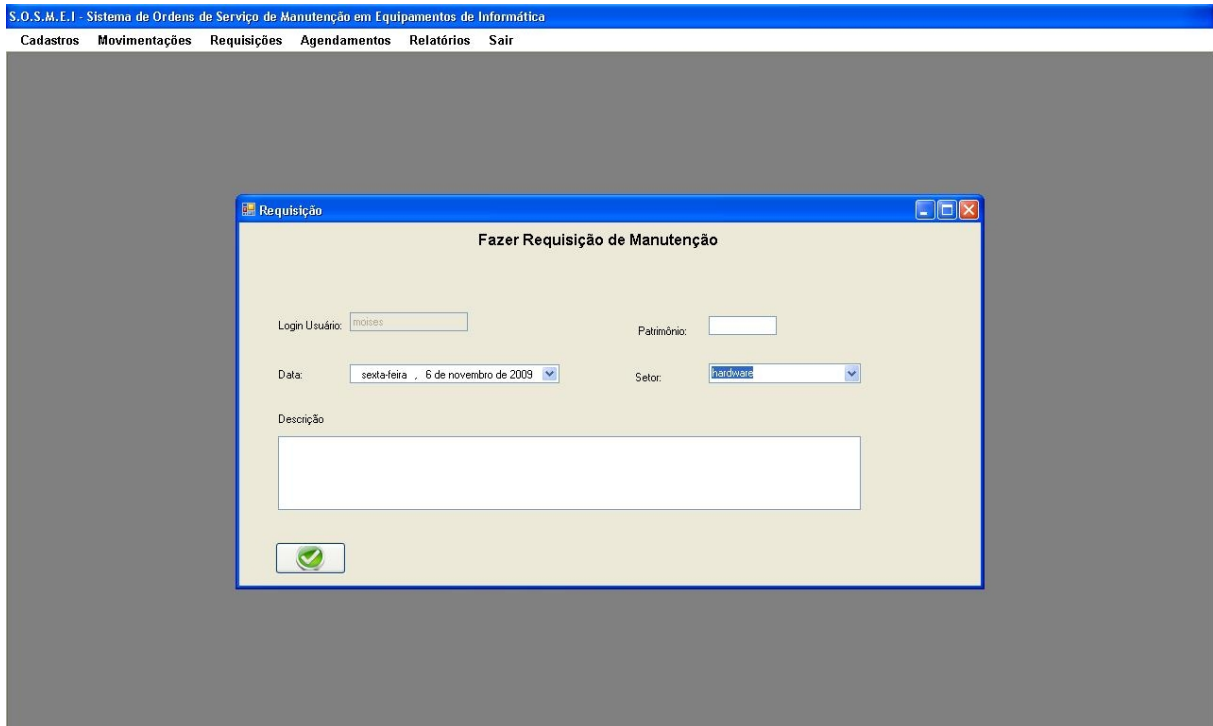 S.O.S.M.E.I - Sistema de Ordens de Serviço de Manutenção em Equipamentos de Informática
Cadastros Movimentações Requisições Agendamentos Relatórios Sair
Requisição
Fazer Requisição de Manutenção
Login Usuário: moises Patrimônio:
Data: sexta-feira , 6 de novembro de 2009 Setor: hardware
Descrição